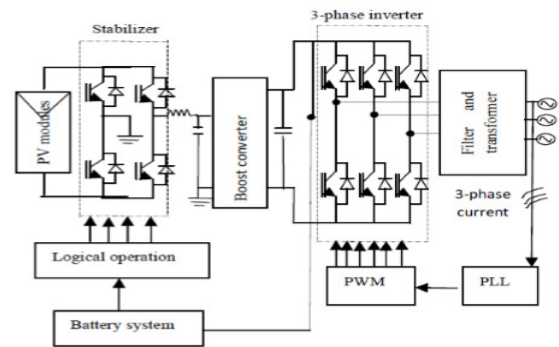 Stabilizer
3-phase inverter
PV modules
Boost converter
Filter and
transformer
3-phase
current
Logical operation
PWM
PLL
Battery system